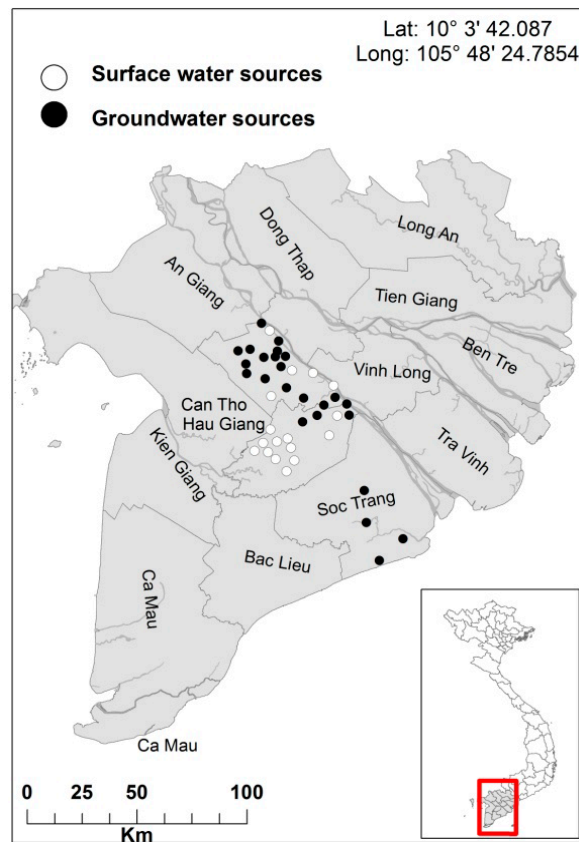 Lat: 10° 3' 42.087
Long: 105° 48' 24.7854
Surface water sources
Groundwater sources
Long An
Dong Thap
An Giang
Tien Giang
Ben Tre
Vinh Long
Can Tho
Hau Giang
Kien Giang
Tra Vinh
Soc Trang
Bac Lieu
Ca Mau
Ca Mau
0 25 50 100
Km